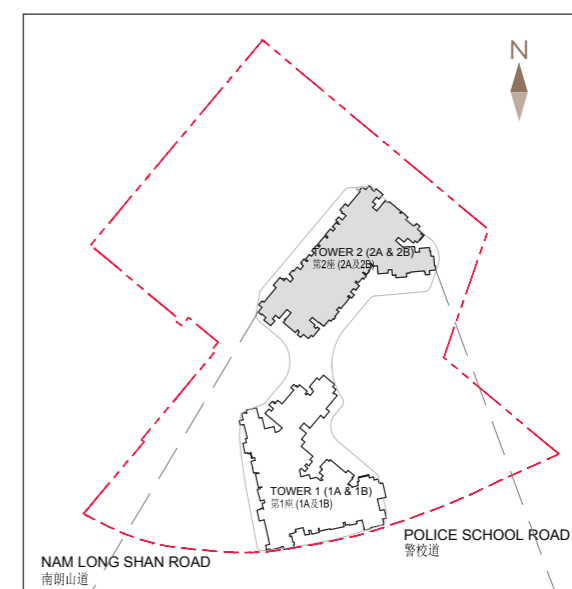 N
TOWER 2 (2A & 2B)
第2座 (2A及2B)
TOWER 1 (1A & 1B)
第1座 (1A及1B)
POLICE SCHOOL ROAD
警校道
NAM LONG SHAN ROAD
南朗山道